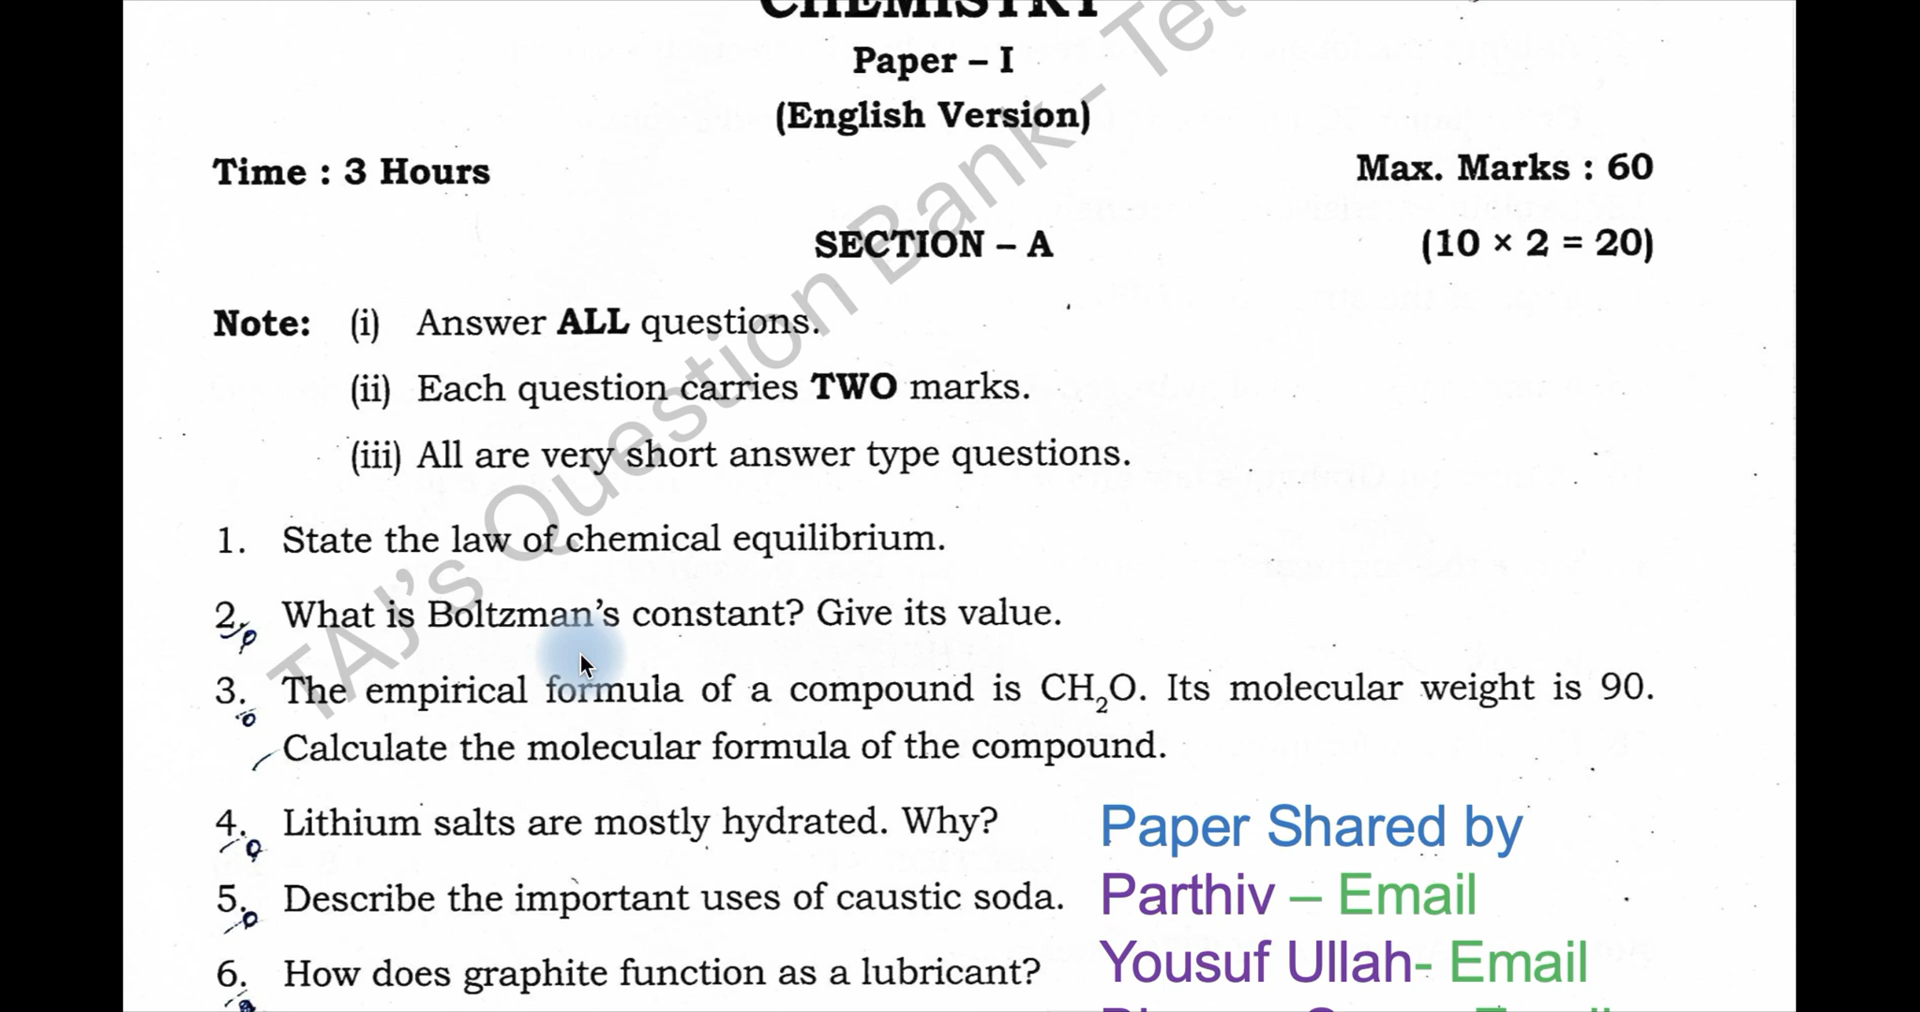 CHEMISTRY
Paper – I
(English Version)
Time : 3 Hours
Max. Marks : 60
SECTION – A
(10 × 2 = 20)
Note: (i) Answer ALL questions.
(ii) Each question carries TWO marks.
(iii) All are very short answer type questions.
1. State the law of chemical equilibrium.
2. What is Boltzman's constant? Give its value.
3. The empirical formula of a compound is CH₂O. Its molecular weight is 90.
Calculate the molecular formula of the compound.
4. Lithium salts are mostly hydrated. Why?
5. Describe the important uses of caustic soda.
6. How does graphite function as a lubricant?
Paper Shared by
Parthiv – Email
Yousuf Ullah- Email
TAJ's Question Bank - Te